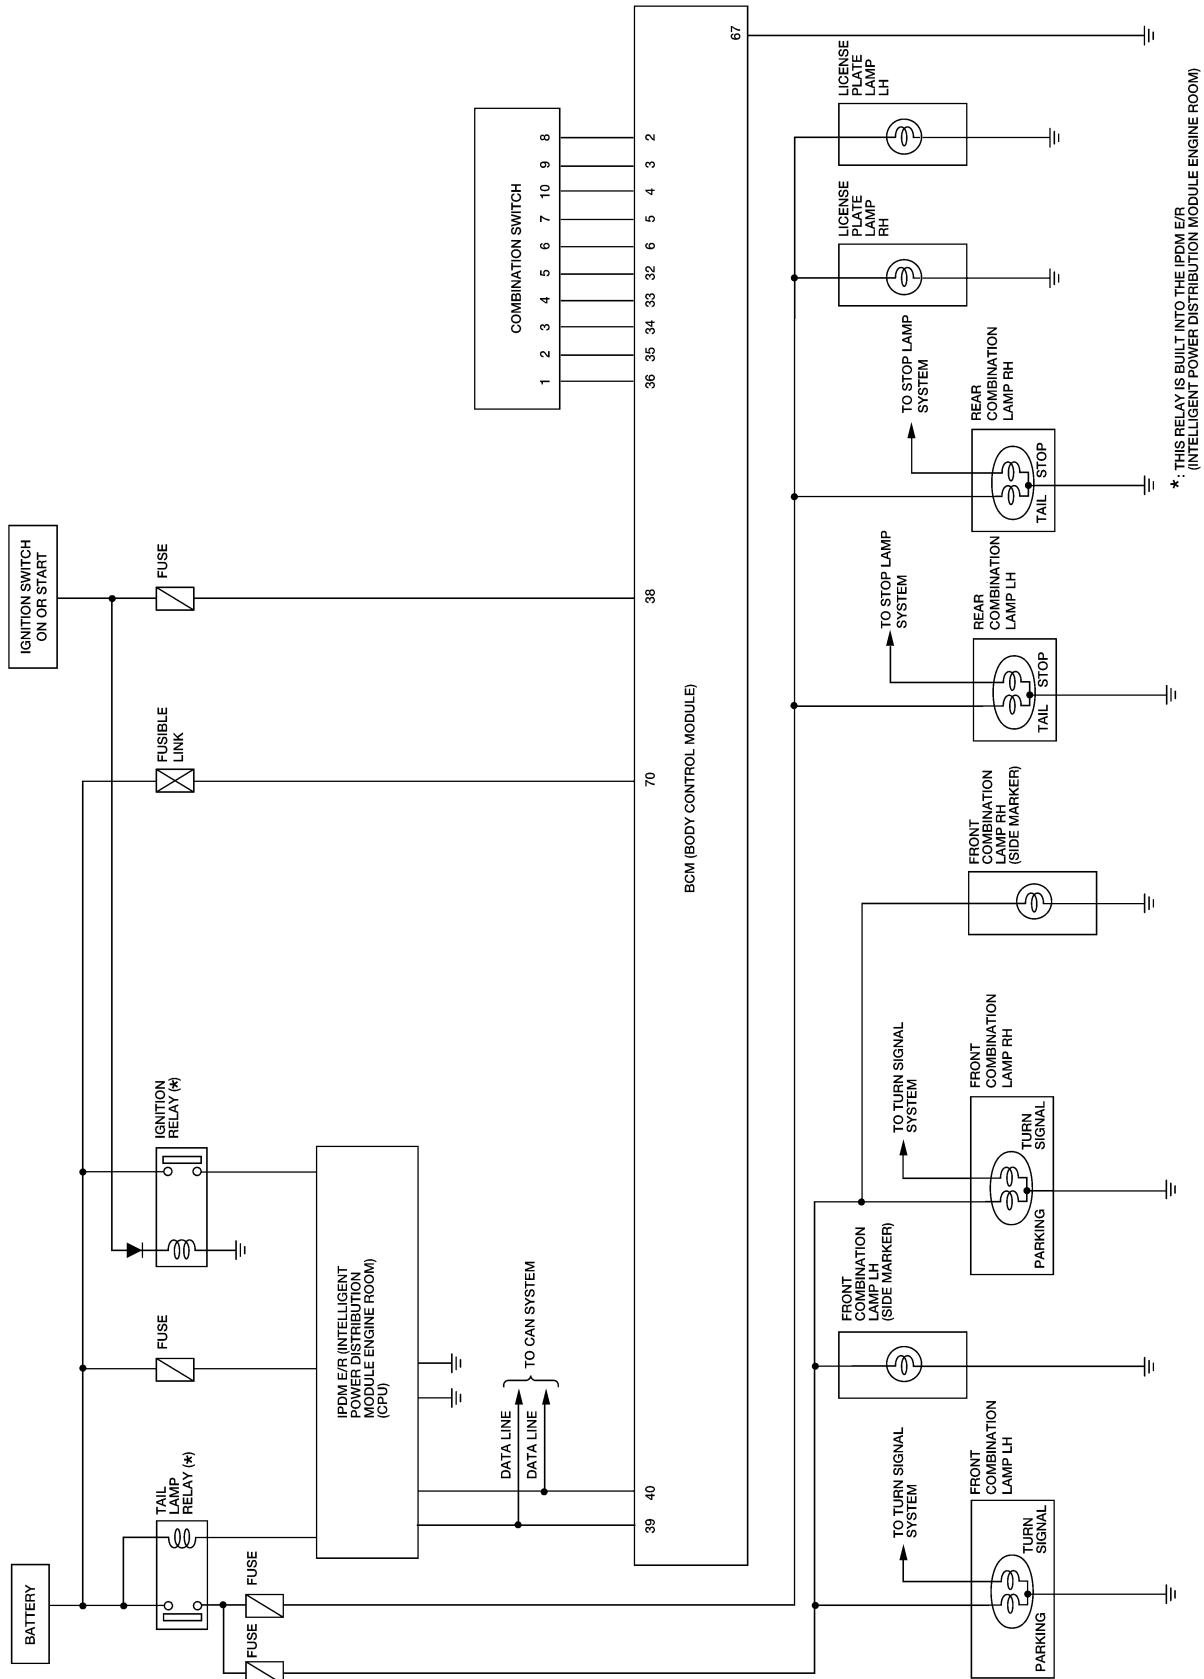 BATTERY
IGNITION SWITCH
ON OR START
TAIL
LAMP
RELAY (*)
FUSE
IGNITION
RELAY (*)
FUSIBLE
LINK
FUSE
FUSE
FUSE
IPDM E/R (INTELLIGENT
POWER DISTRIBUTION
MODULE ENGINE ROOM)
(CPU)
DATA LINE
DATA LINE
TO CAN SYSTEM
COMBINATION SWITCH
1 2 3 4 5 6 7 10 9 8
39 40 70 38 36 35 34 33 32 6 5 4 3 2
BCM (BODY CONTROL MODULE)
67
FRONT
COMBINATION
LAMP LH
(SIDE MARKER)
LICENSE
PLATE
LAMP
RH
LICENSE
PLATE
LAMP
LH
TO TURN SIGNAL
SYSTEM
TO TURN SIGNAL
SYSTEM
TO STOP LAMP
SYSTEM
TO STOP LAMP
SYSTEM
FRONT
COMBINATION
LAMP LH
PARKING
TURN
SIGNAL
FRONT
COMBINATION
LAMP RH
PARKING
TURN
SIGNAL
FRONT
COMBINATION
LAMP RH
(SIDE MARKER)
REAR
COMBINATION
LAMP LH
TAIL
STOP
REAR
COMBINATION
LAMP RH
TAIL
STOP
* : THIS RELAY IS BUILT INTO THE IPDM E/R
(INTELLIGENT POWER DISTRIBUTION MODULE ENGINE ROOM)